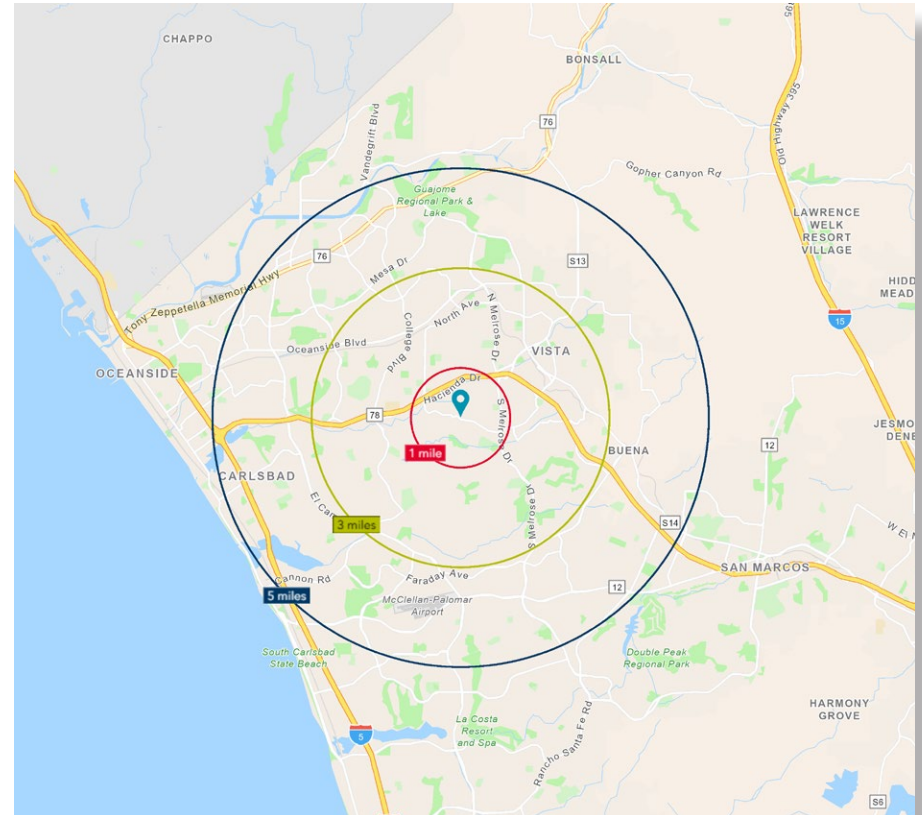 CHAPPO
BONSALL
395
Old Highway 395
Vandegrift Blvd
76
Gopher Canyon Rd
Guajome
Regional Park &
Lake
LAWRENCE
WELK
RESORT
VILLAGE
76
Mesa Dr
S13
HIDD
MEAD
Tony Zeppetella Memorial Hwy
North Ave
N Melrose Dr
College Blvd
15
Oceanside Blvd
VISTA
OCEANSIDE
Hacienda Dr
S Melrose Dr
78
JESMO
DENE
1 mile
BUENA
12
CARLSBAD
El Cam
S Melrose Dr
3 miles
S14
W El N
SAN MARCOS
Cannon Rd
Faraday Ave
12
5 miles
McClellan-Palomar
Airport
South Carlsbad
State Beach
Double Peak
Regional Park
La Costa
Resort
and Spa
Rancho Santa Fe Rd
HARMONY
GROVE
5
S6